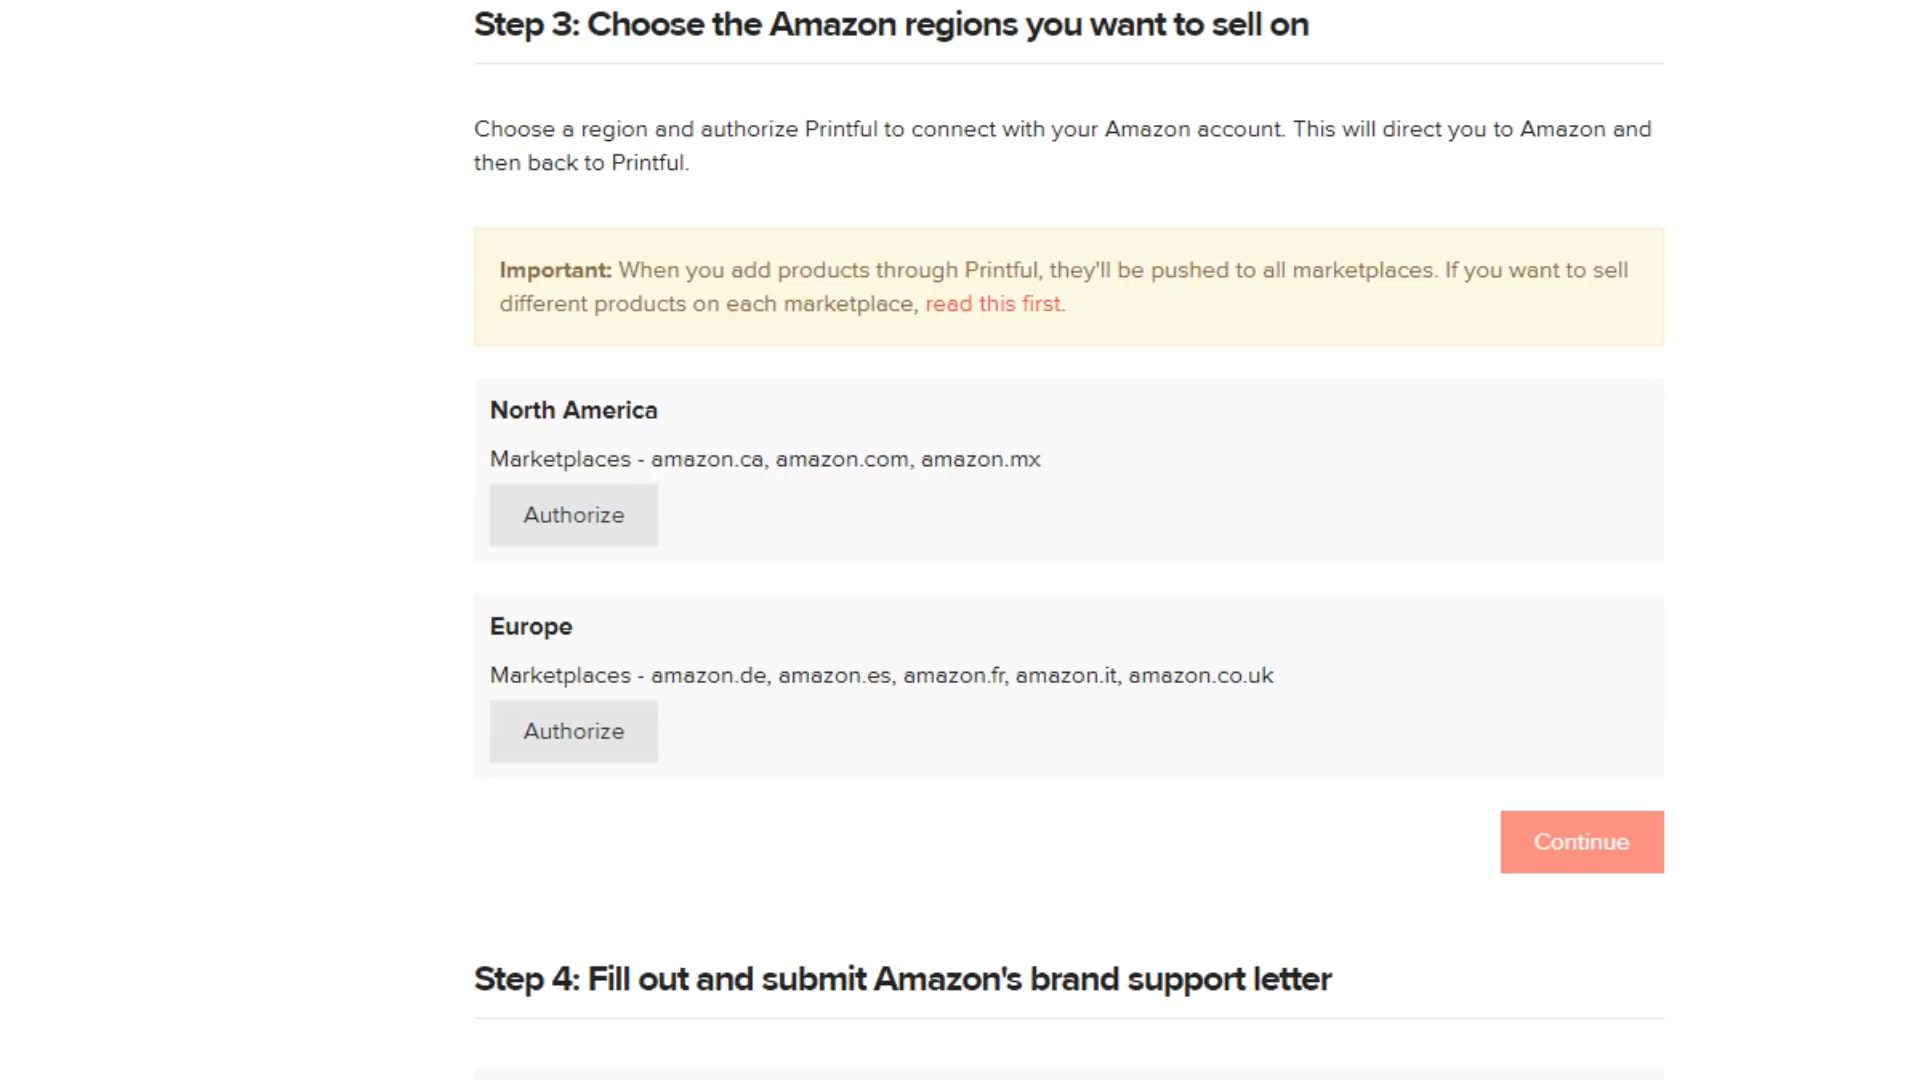 Step 3: Choose the Amazon regions you want to sell on
Choose a region and authorize Printful to connect with your Amazon account. This will direct you to Amazon and
then back to Printful.
Important: When you add products through Printful, they'll be pushed to all marketplaces. If you want to sell
different products on each marketplace, read this first.
North America
Marketplaces - amazon.ca, amazon.com, amazon.mx
Authorize
Europe
Marketplaces - amazon.de, amazon.es, amazon.fr, amazon.it, amazon.co.uk
Authorize
Continue
Step 4: Fill out and submit Amazon's brand support letter